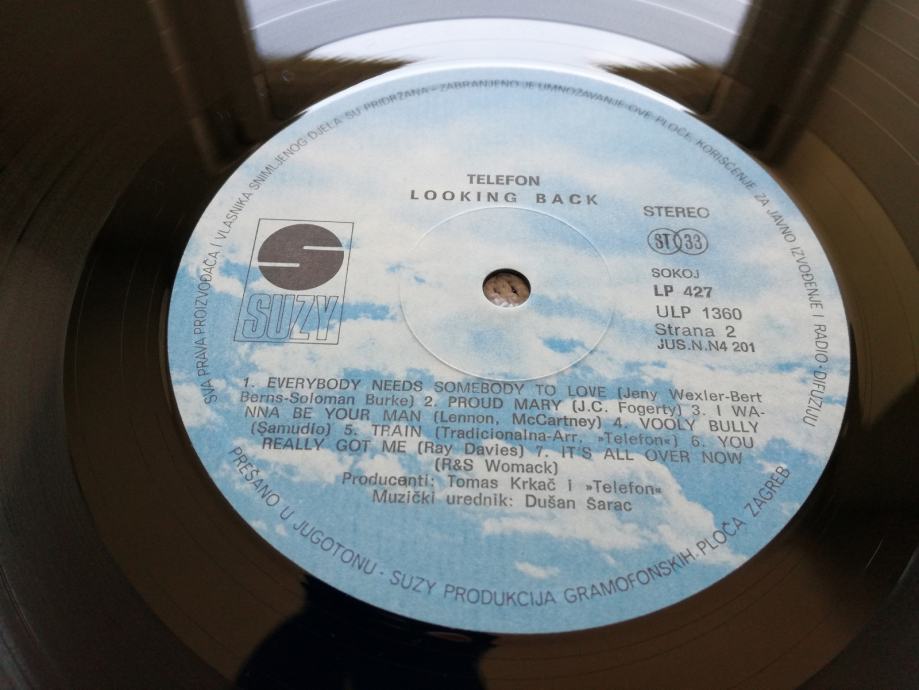 SVA PRAVA PROIZVOĐAČA I VLASNIKA SNIMLJENOG DJELA SU PRIDRŽANA - ZABRANJENO JE UMNOŽAVANJE OVE PLOČE, KORIŠĆENJE ZA JAVNO IZVOĐENJE I RADIO-DIFUZIJU
TELEFON
LOOKING BACK
SUZY
STEREO
ST 33
SOKOJ
LP 427
ULP 1360
Strana 2
JUS.N.N4 201
1. EVERYBODY NEEDS SOMEBODY TO LOVE (Jeny Wexler-Bert
Berns-Soloman Burke) 2. PROUD MARY (J.C. Fogerty) 3. I WA-
NNA BE YOUR MAN (Lennon, McCartney) 4. VOOLY BULLY
(Samudio) 5. TRAIN (Tradicionalna-Arr. »Telefon«) 6. YOU
REALLY GOT ME (Ray Davies) 7. IT'S ALL OVER NOW
(R&S Womack)
Producenti: Tomas Krkač i »Telefon«
Muzički urednik: Dušan Šarac
PREŠANO U JUGOTONU - SUZY PRODUKCIJA GRAMOFONSKIH PLOČA ZAGREB